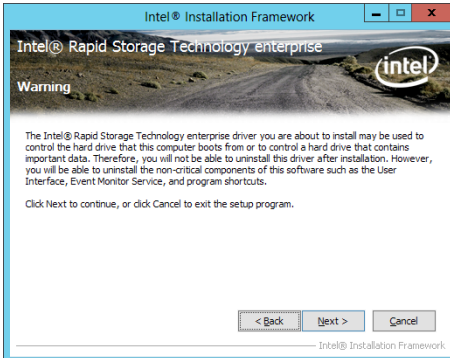 Intel® Installation Framework
Intel® Rapid Storage Technology enterprise
intel
Warning
The Intel® Rapid Storage Technology enterprise driver you are about to install may be used to
control the hard drive that this computer boots from or to control a hard drive that contains
important data. Therefore, you will not be able to uninstall this driver after installation. However,
you will be able to uninstall the non-critical components of this software such as the User
Interface, Event Monitor Service, and program shortcuts.
Click Next to continue, or click Cancel to exit the setup program.
< Back Next > Cancel
Intel® Installation Framework